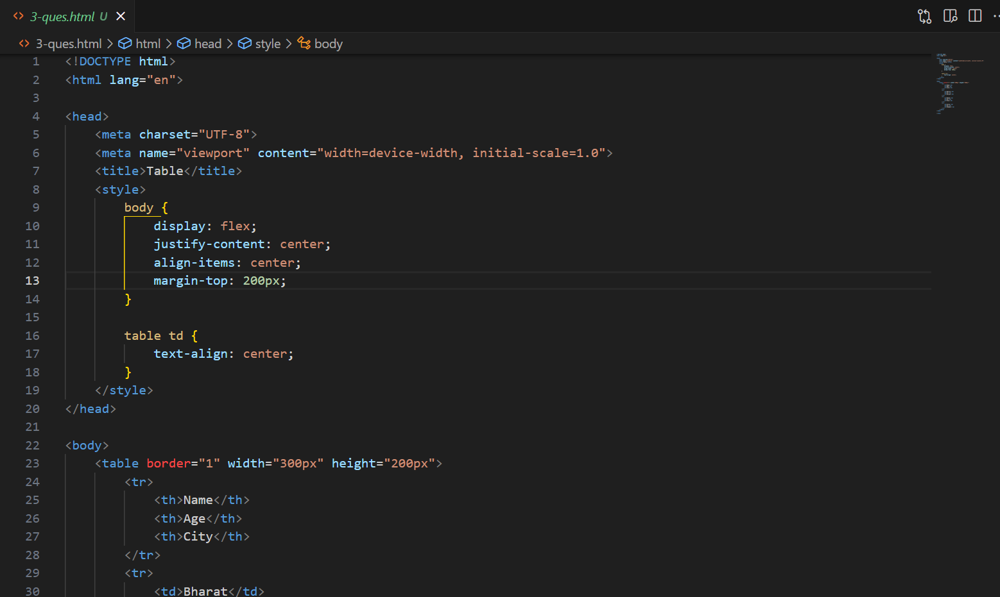 3-ques.html U
3-ques.html > html > head > style > body
1 <!DOCTYPE html>
2 <html lang="en">
3
4 <head>
5     <meta charset="UTF-8">
6     <meta name="viewport" content="width=device-width, initial-scale=1.0">
7     <title>Table</title>
8     <style>
9         body {
10             display: flex;
11             justify-content: center;
12             align-items: center;
13             margin-top: 200px;
14         }
15
16         table td {
17             text-align: center;
18         }
19     </style>
20 </head>
21
22 <body>
23     <table border="1" width="300px" height="200px">
24         <tr>
25             <th>Name</th>
26             <th>Age</th>
27             <th>City</th>
28         </tr>
29         <tr>
30             <td>Bharat</td>